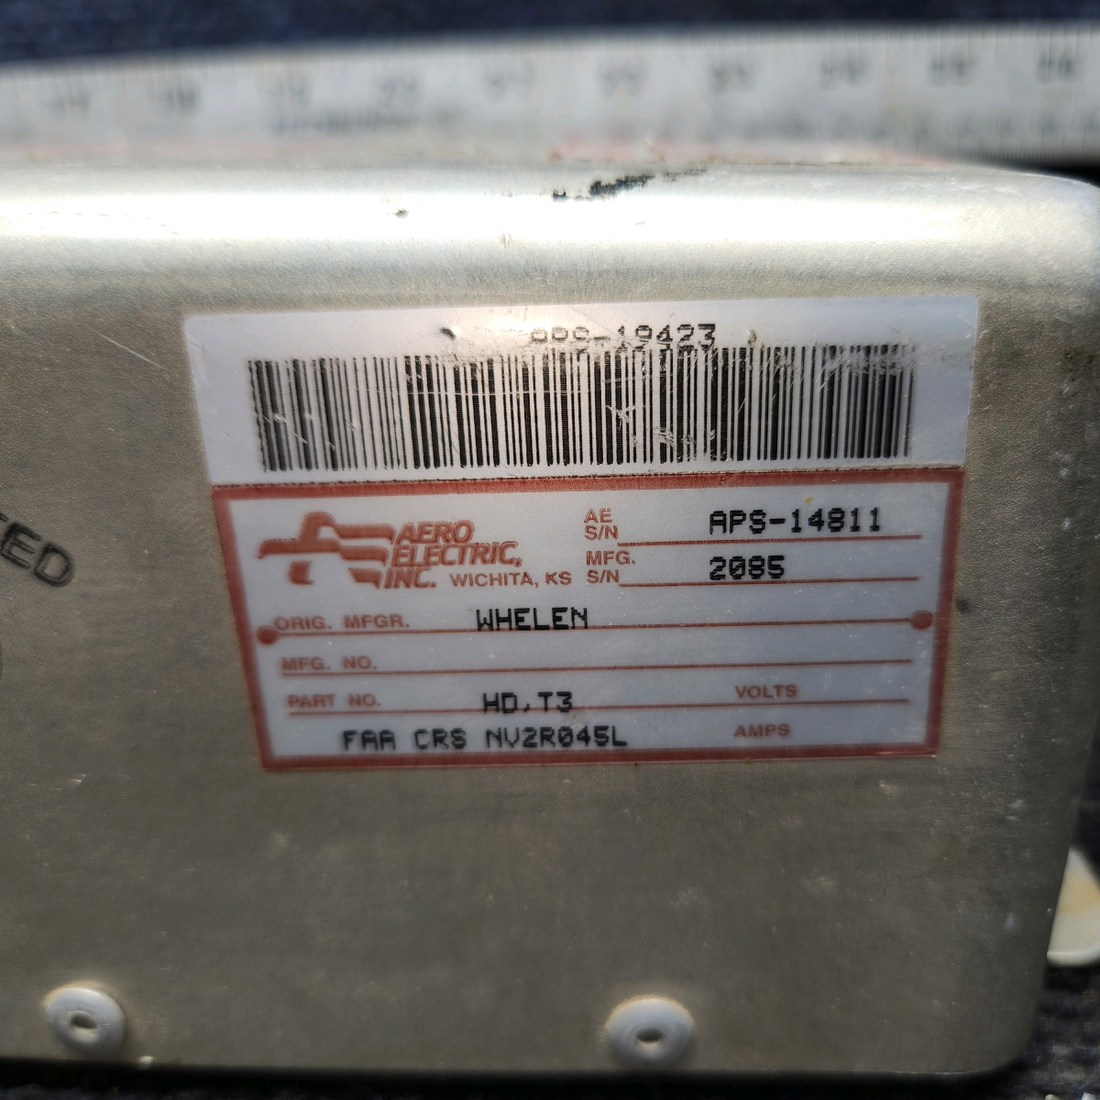 APS-19423
AERO
ELECTRIC,
INC. WICHITA, KS
AE
S/N APS-14811
MFG.
S/N 2085
ORIG. MFGR. WHELEN
MFG. NO.
PART NO. HD,T3 VOLTS
FAA CRS NV2R045L AMPS
TED